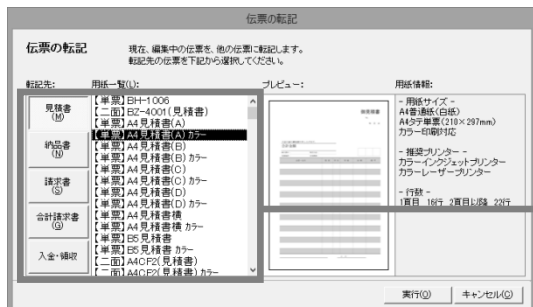 伝票の転記
伝票の転記
現在、編集中の伝票を、他の伝票に転記します。
転記先の伝票を下記から選択してください。
転記先:
用紙一覧(L):
プレビュー:
用紙情報:
見積書
(M)
納品書
(N)
請求書
(S)
合計請求書
(G)
入金・領収
【単票】BH-1006
【二面】BZ-4001(見積書)
【単票】A4見積書(A)
【単票】A4見積書(A) カラー
【単票】A4見積書(B)
【単票】A4見積書(B) カラー
【単票】A4見積書(C)
【単票】A4見積書(C) カラー
【単票】A4見積書(D)
【単票】A4見積書(D) カラー
【単票】A4見積書横
【単票】A4見積書横 カラー
【単票】B5見積書
【単票】B5見積書 カラー
【二面】A4CF2(見積書)
【二面】A4CF2(見積書) カラー
見積書
- 用紙サイズ -
A4普通紙(白紙)
A4タテ単票(210×297mm)
カラー印刷対応
- 推奨プリンター -
カラーインクジェットプリンター
カラーレーザープリンター
- 行数 -
1頁目 16行 2頁目以降 22行
実行(O)
キャンセル(C)